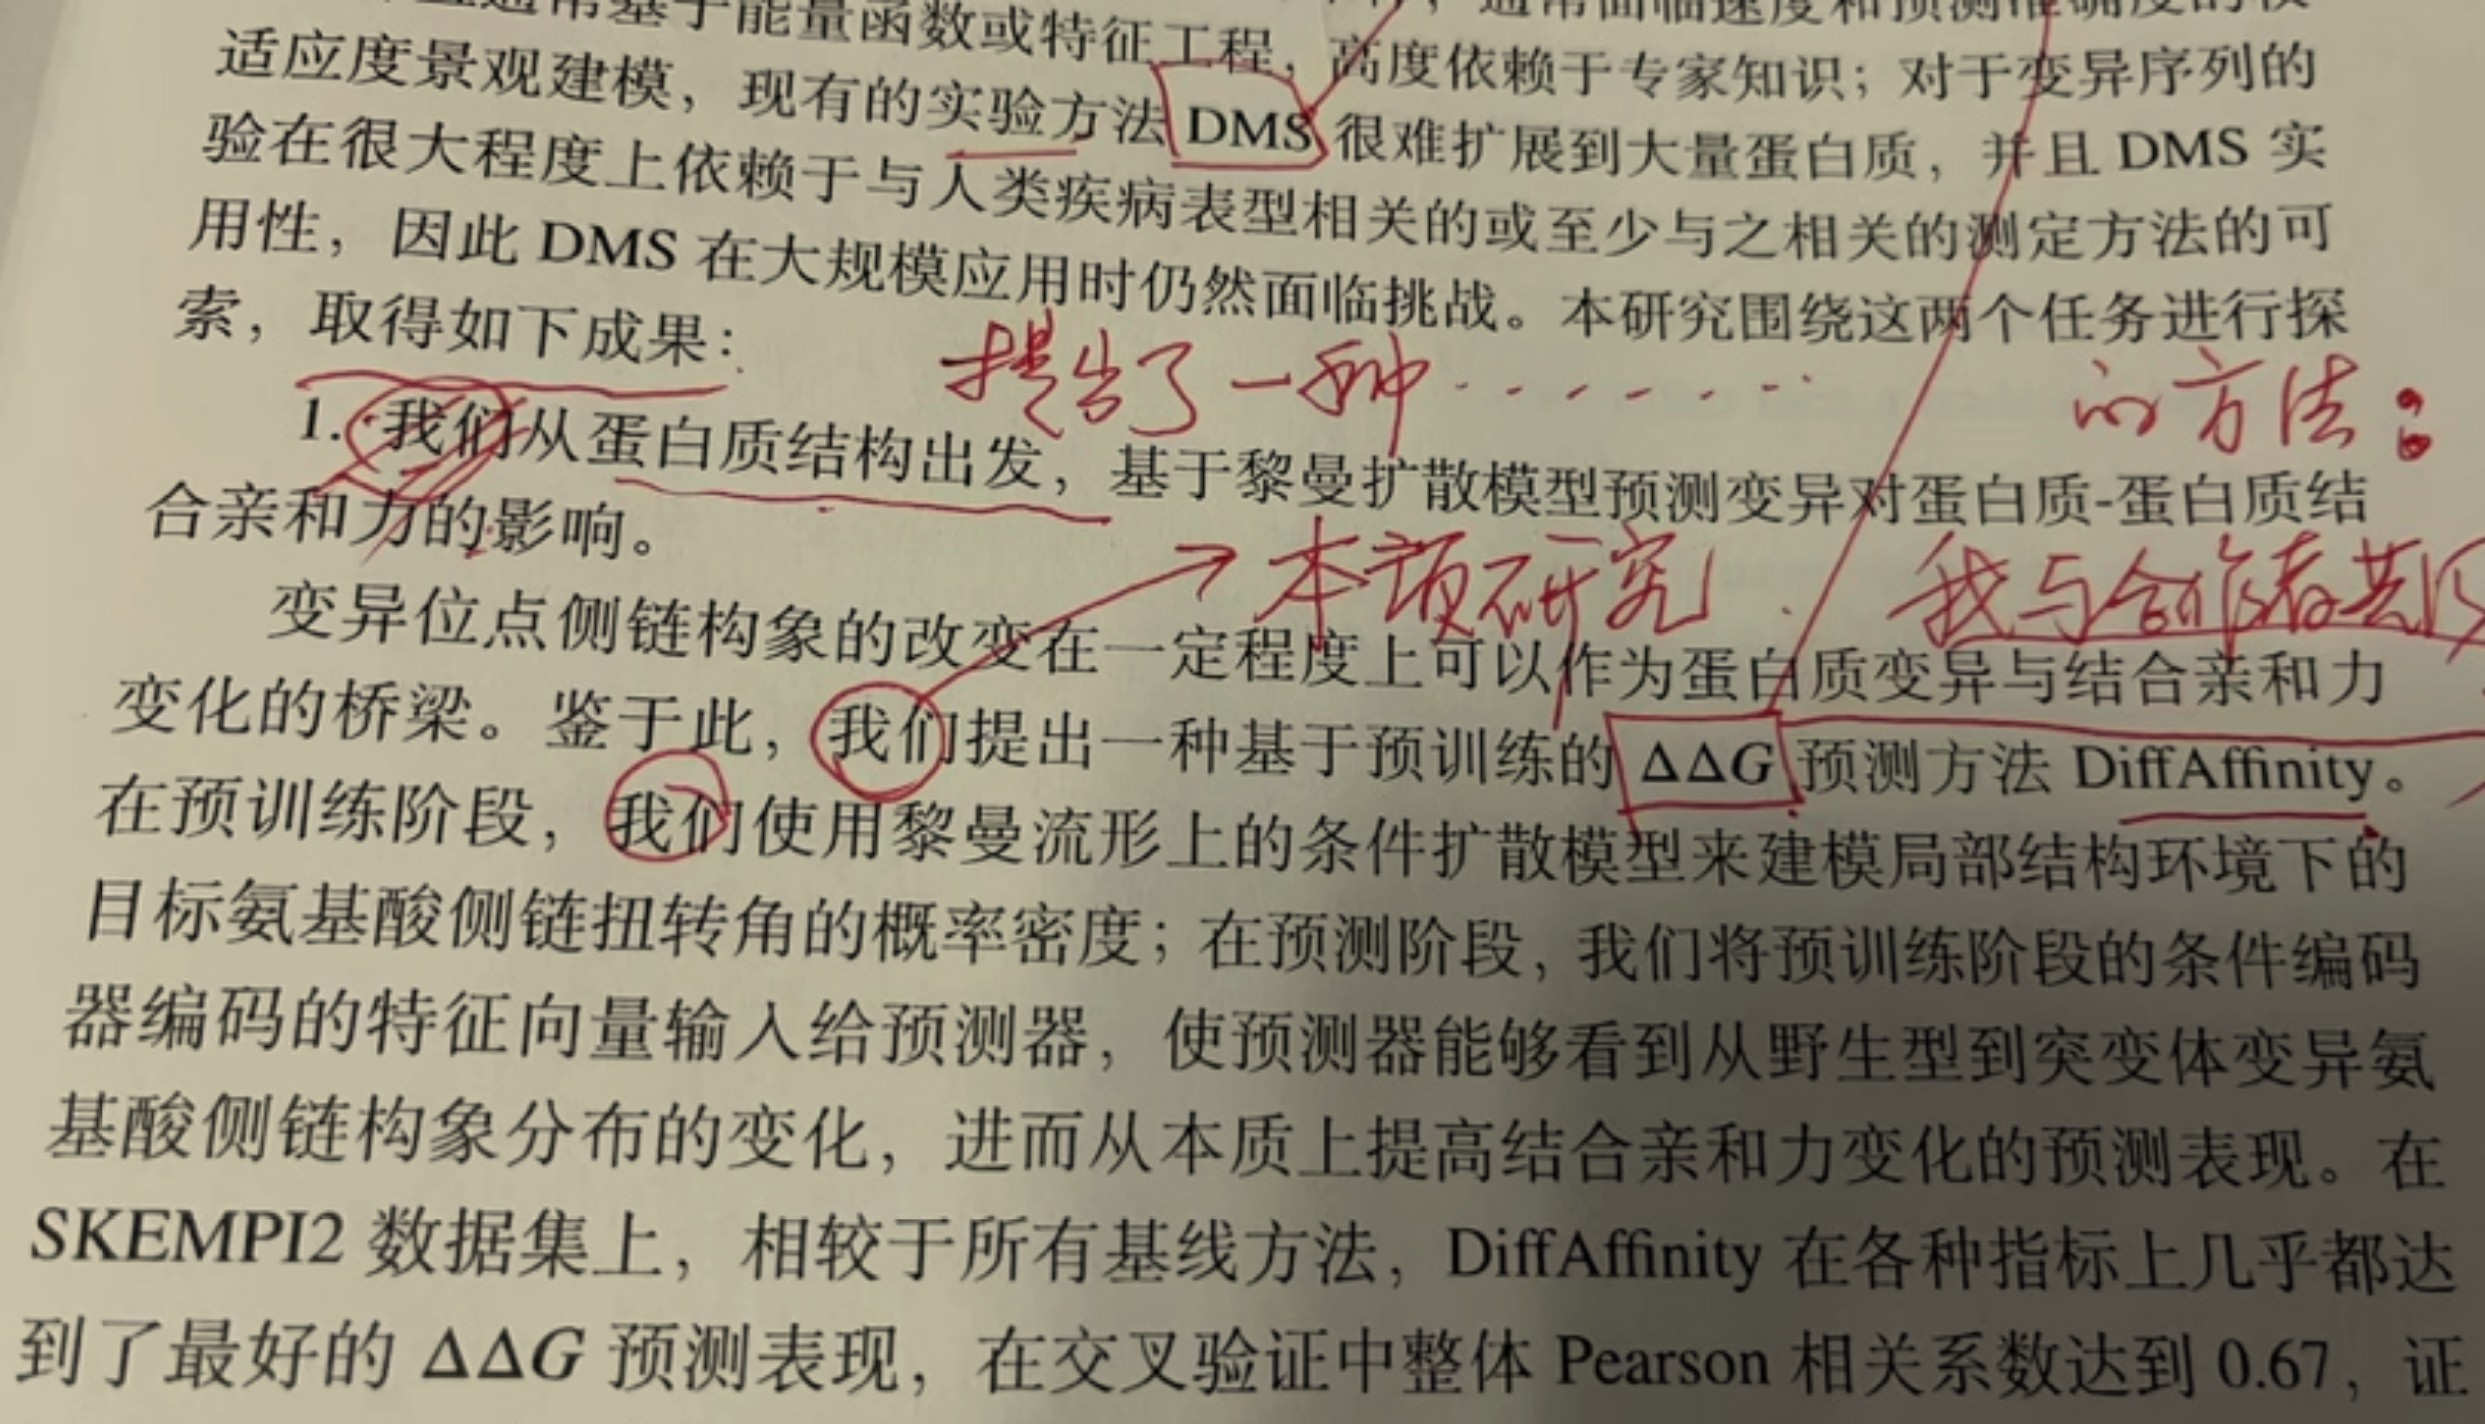 通常基于能量函数或特征工程，高度依赖于专家知识；对于变异序列的
适应度景观建模，现有的实验方法 DMS 很难扩展到大量蛋白质，并且 DMS 实
验在很大程度上依赖于与人类疾病表型相关的或至少与之相关的测定方法的可
用性，因此 DMS 在大规模应用时仍然面临挑战。本研究围绕这两个任务进行探
索，取得如下成果：
提出了一种 的方法：
1. 我们从蛋白质结构出发，基于黎曼扩散模型预测变异对蛋白质-蛋白质结
合亲和力的影响。
本项研究 我与合作者共同
变异位点侧链构象的改变在一定程度上可以作为蛋白质变异与结合亲和力
变化的桥梁。鉴于此，我们提出一种基于预训练的 ΔΔG 预测方法 DiffAffinity。
在预训练阶段，我们使用黎曼流形上的条件扩散模型来建模局部结构环境下的
目标氨基酸侧链扭转角的概率密度；在预测阶段，我们将预训练阶段的条件编码
器编码的特征向量输入给预测器，使预测器能够看到从野生型到突变体变异氨
基酸侧链构象分布的变化，进而从本质上提高结合亲和力变化的预测表现。在
SKEMPI2 数据集上，相较于所有基线方法，DiffAffinity 在各种指标上几乎都达
到了最好的 ΔΔG 预测表现，在交叉验证中整体 Pearson 相关系数达到 0.67，证